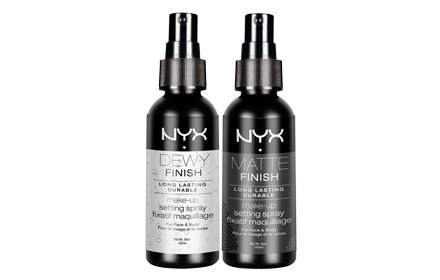 NYX
DEWY
FINISH
LONG LASTING
DURABLE
make-up
setting spray
fixatif maquillage
For Face & Body
Pour le visage et le corps
NYX
MATTE
FINISH
LONG LASTING
DURABLE
make-up
setting spray
fixatif maquillage
For Face & Body
Pour le visage et le corps